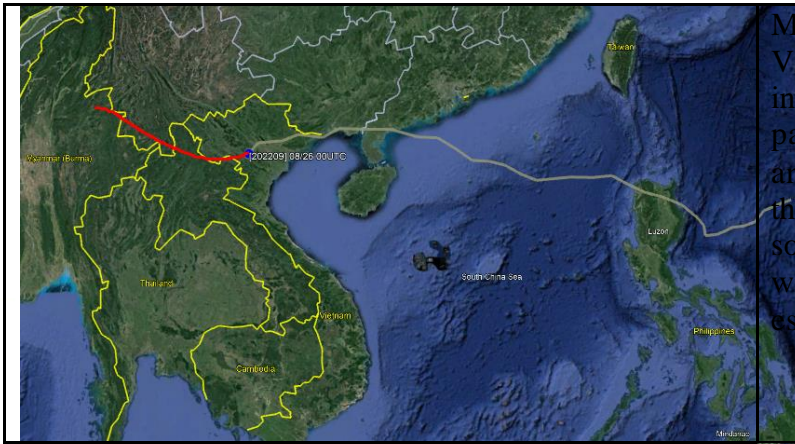 Taiwan
Myanmar (Burma)
[202209] 08/26 00UTC
Luzon
South China Sea
Thailand
Vietnam
Philippines
Cambodia
Mindanao